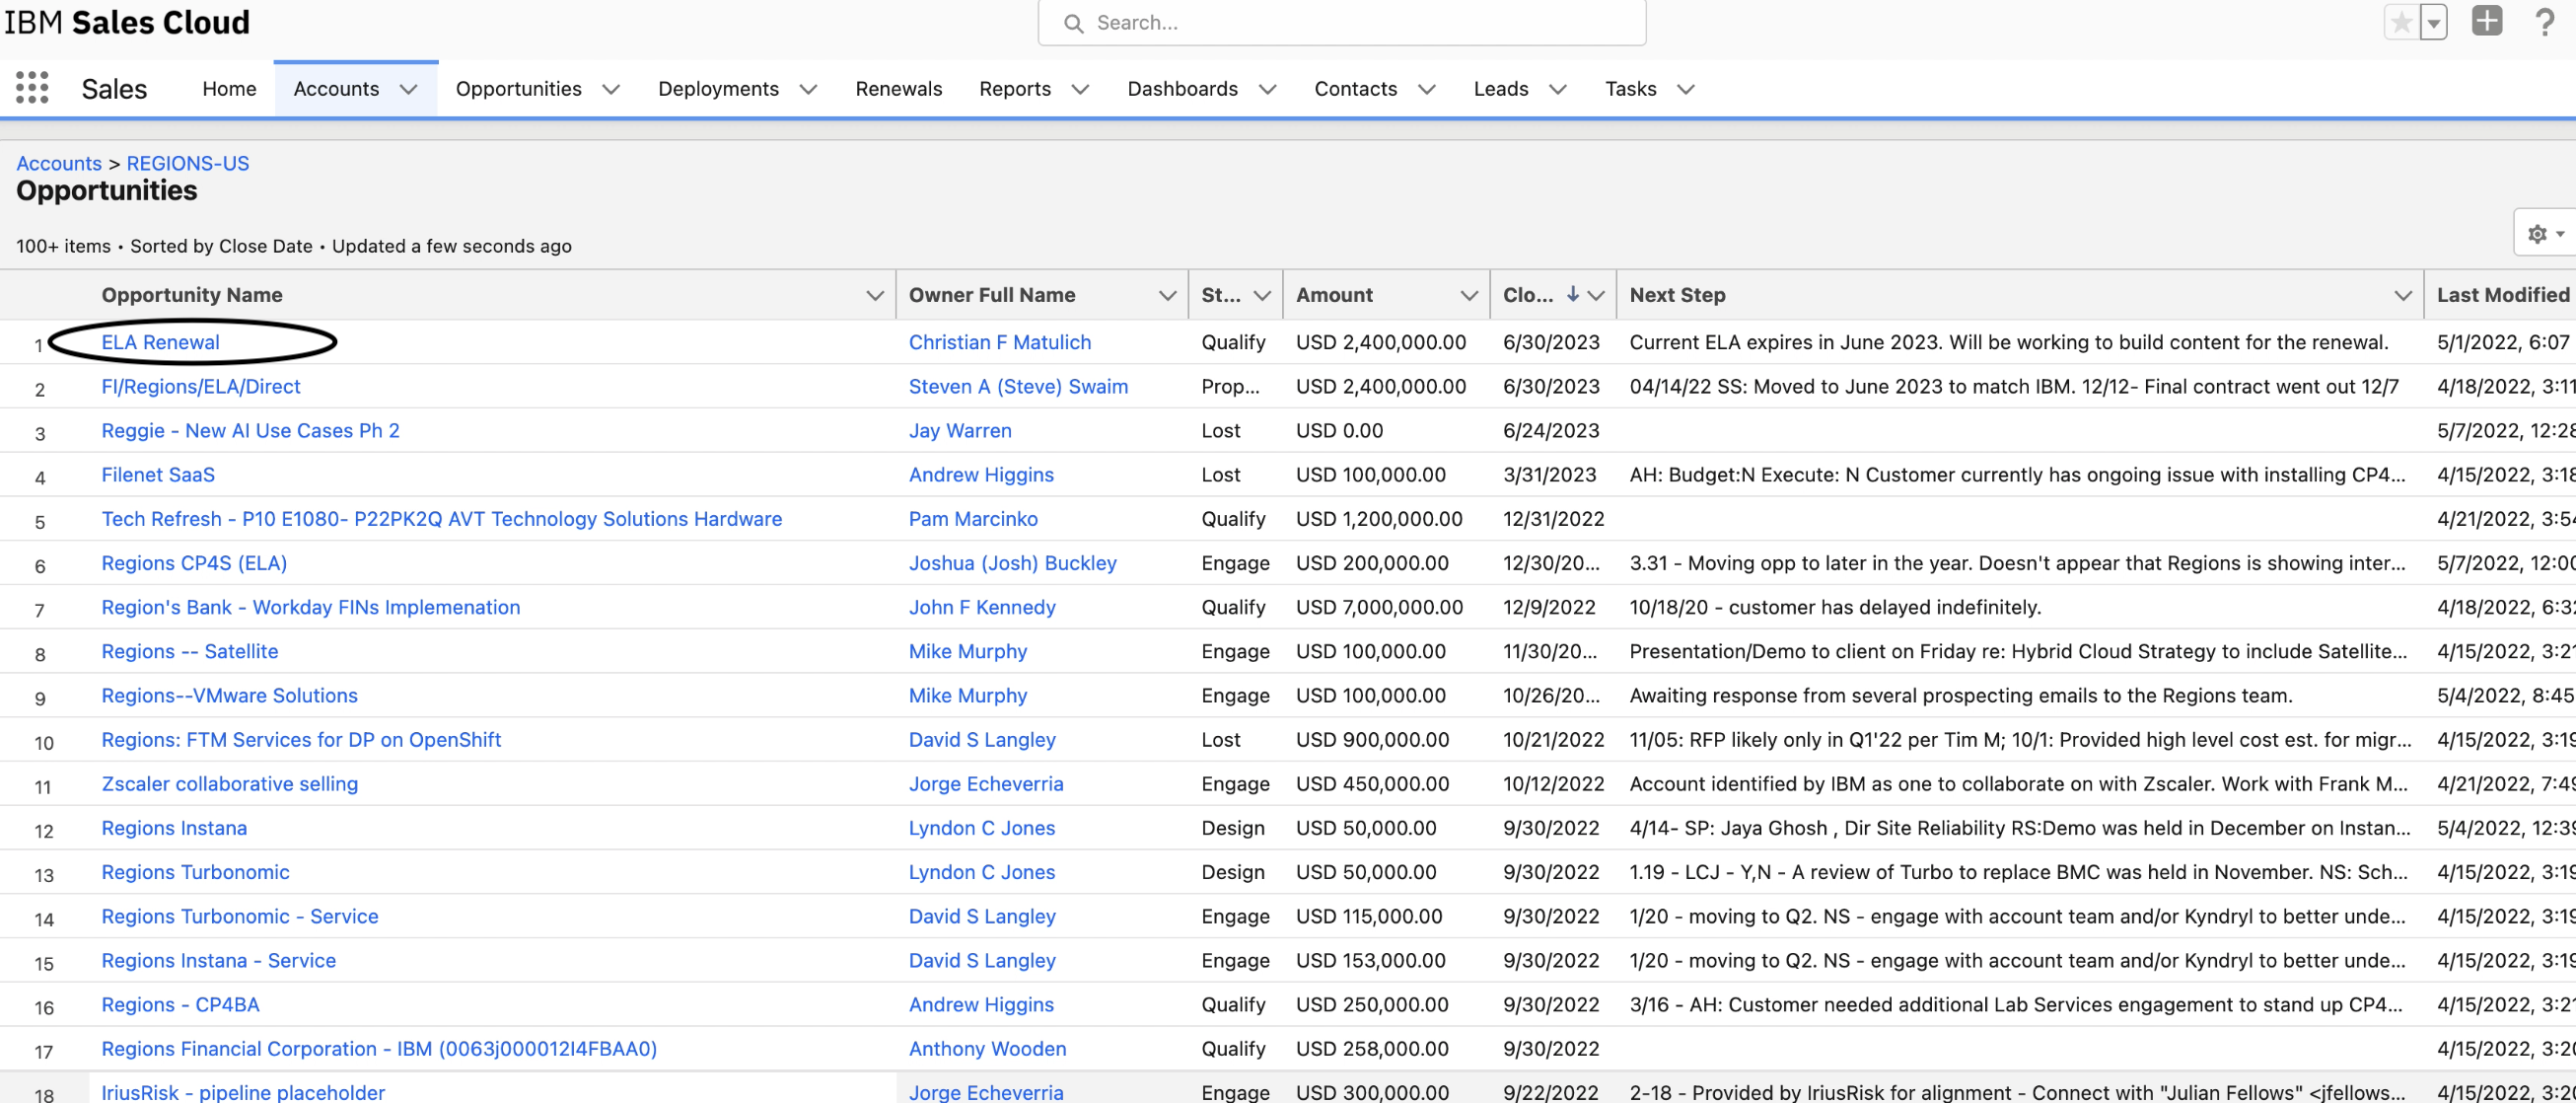 IBM Sales Cloud
Search...
Sales Home Accounts Opportunities Deployments Renewals Reports Dashboards Contacts Leads Tasks
Accounts > REGIONS-US
Opportunities
100+ items • Sorted by Close Date • Updated a few seconds ago
Opportunity Name Owner Full Name St... Amount Clo... Next Step Last Modified
1 ELA Renewal Christian F Matulich Qualify USD 2,400,000.00 6/30/2023 Current ELA expires in June 2023. Will be working to build content for the renewal. 5/1/2022, 6:07
2 FI/Regions/ELA/Direct Steven A (Steve) Swaim Prop... USD 2,400,000.00 6/30/2023 04/14/22 SS: Moved to June 2023 to match IBM. 12/12- Final contract went out 12/7 4/18/2022, 3:11
3 Reggie - New AI Use Cases Ph 2 Jay Warren Lost USD 0.00 6/24/2023 5/7/2022, 12:28
4 Filenet SaaS Andrew Higgins Lost USD 100,000.00 3/31/2023 AH: Budget:N Execute: N Customer currently has ongoing issue with installing CP4... 4/15/2022, 3:18
5 Tech Refresh - P10 E1080- P22PK2Q AVT Technology Solutions Hardware Pam Marcinko Qualify USD 1,200,000.00 12/31/2022 4/21/2022, 3:54
6 Regions CP4S (ELA) Joshua (Josh) Buckley Engage USD 200,000.00 12/30/20... 3.31 - Moving opp to later in the year. Doesn't appear that Regions is showing inter... 5/7/2022, 12:00
7 Region's Bank - Workday FINs Implemenation John F Kennedy Qualify USD 7,000,000.00 12/9/2022 10/18/20 - customer has delayed indefinitely. 4/18/2022, 6:32
8 Regions -- Satellite Mike Murphy Engage USD 100,000.00 11/30/20... Presentation/Demo to client on Friday re: Hybrid Cloud Strategy to include Satellite... 4/15/2022, 3:21
9 Regions--VMware Solutions Mike Murphy Engage USD 100,000.00 10/26/20... Awaiting response from several prospecting emails to the Regions team. 5/4/2022, 8:45
10 Regions: FTM Services for DP on OpenShift David S Langley Lost USD 900,000.00 10/21/2022 11/05: RFP likely only in Q1'22 per Tim M; 10/1: Provided high level cost est. for migr... 4/15/2022, 3:19
11 Zscaler collaborative selling Jorge Echeverria Engage USD 450,000.00 10/12/2022 Account identified by IBM as one to collaborate on with Zscaler. Work with Frank M... 4/21/2022, 7:49
12 Regions Instana Lyndon C Jones Design USD 50,000.00 9/30/2022 4/14- SP: Jaya Ghosh , Dir Site Reliability RS:Demo was held in December on Instan... 5/4/2022, 12:39
13 Regions Turbonomic Lyndon C Jones Design USD 50,000.00 9/30/2022 1.19 - LCJ - Y,N - A review of Turbo to replace BMC was held in November. NS: Sch... 4/15/2022, 3:19
14 Regions Turbonomic - Service David S Langley Engage USD 115,000.00 9/30/2022 1/20 - moving to Q2. NS - engage with account team and/or Kyndryl to better unde... 4/15/2022, 3:19
15 Regions Instana - Service David S Langley Engage USD 153,000.00 9/30/2022 1/20 - moving to Q2. NS - engage with account team and/or Kyndryl to better unde... 4/15/2022, 3:19
16 Regions - CP4BA Andrew Higgins Qualify USD 250,000.00 9/30/2022 3/16 - AH: Customer needed additional Lab Services engagement to stand up CP4... 4/15/2022, 3:21
17 Regions Financial Corporation - IBM (0063j000012I4FBAA0) Anthony Wooden Qualify USD 258,000.00 9/30/2022 4/15/2022, 3:20
18 IriusRisk - pipeline placeholder Jorge Echeverria Engage USD 300,000.00 9/22/2022 2-18 - Provided by IriusRisk for alignment - Connect with "Julian Fellows" <jfellows... 4/15/2022, 3:20